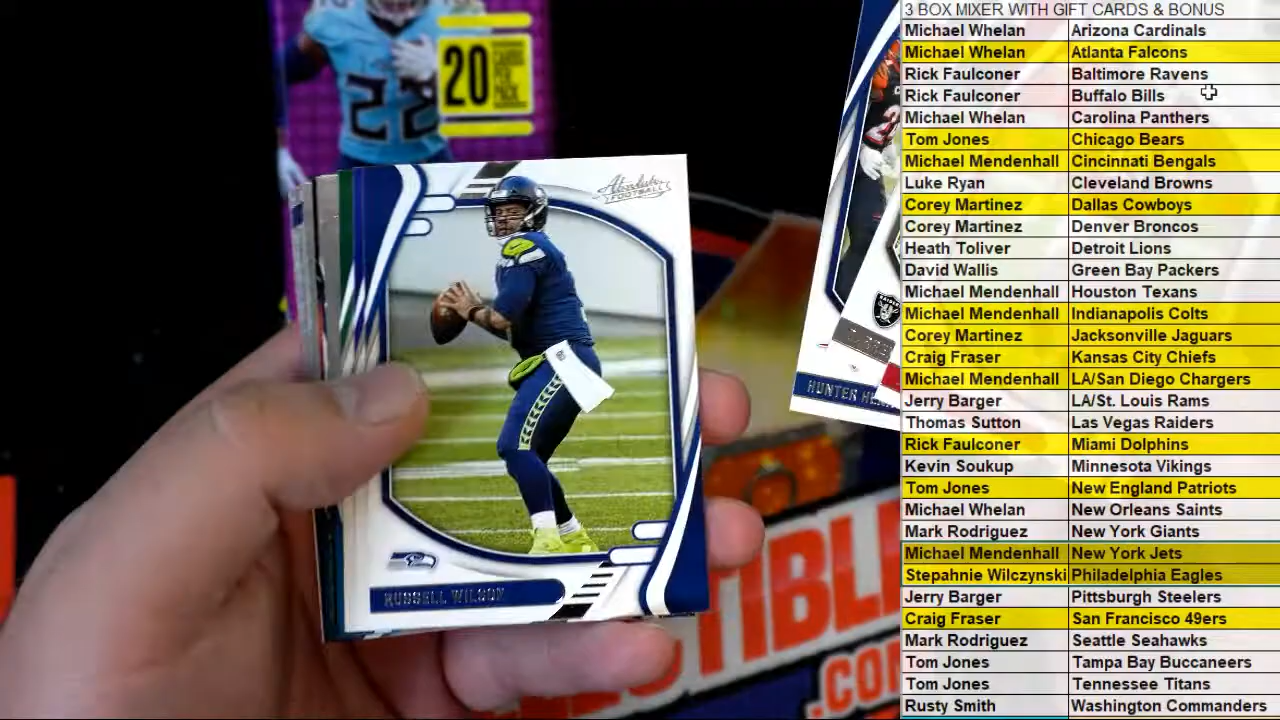 3 BOX MIXER WITH GIFT CARDS & BONUS
Michael Whelan Arizona Cardinals
Michael Whelan Atlanta Falcons
Rick Faulconer Baltimore Ravens
Rick Faulconer Buffalo Bills
Michael Whelan Carolina Panthers
Tom Jones Chicago Bears
Michael Mendenhall Cincinnati Bengals
Luke Ryan Cleveland Browns
Corey Martinez Dallas Cowboys
Corey Martinez Denver Broncos
Heath Toliver Detroit Lions
David Wallis Green Bay Packers
Michael Mendenhall Houston Texans
Michael Mendenhall Indianapolis Colts
Corey Martinez Jacksonville Jaguars
Craig Fraser Kansas City Chiefs
Michael Mendenhall LA/San Diego Chargers
Jerry Barger LA/St. Louis Rams
Thomas Sutton Las Vegas Raiders
Rick Faulconer Miami Dolphins
Kevin Soukup Minnesota Vikings
Tom Jones New England Patriots
Michael Whelan New Orleans Saints
Mark Rodriguez New York Giants
Michael Mendenhall New York Jets
Stepahnie Wilczynski Philadelphia Eagles
Jerry Barger Pittsburgh Steelers
Craig Fraser San Francisco 49ers
Mark Rodriguez Seattle Seahawks
Tom Jones Tampa Bay Buccaneers
Tom Jones Tennessee Titans
Rusty Smith Washington Commanders
22
20
CARDS
PER
PACK
Absolute
FOOTBALL
RUSSELL WILSON
HUNTER
RAIDERS
TIBL
.CO